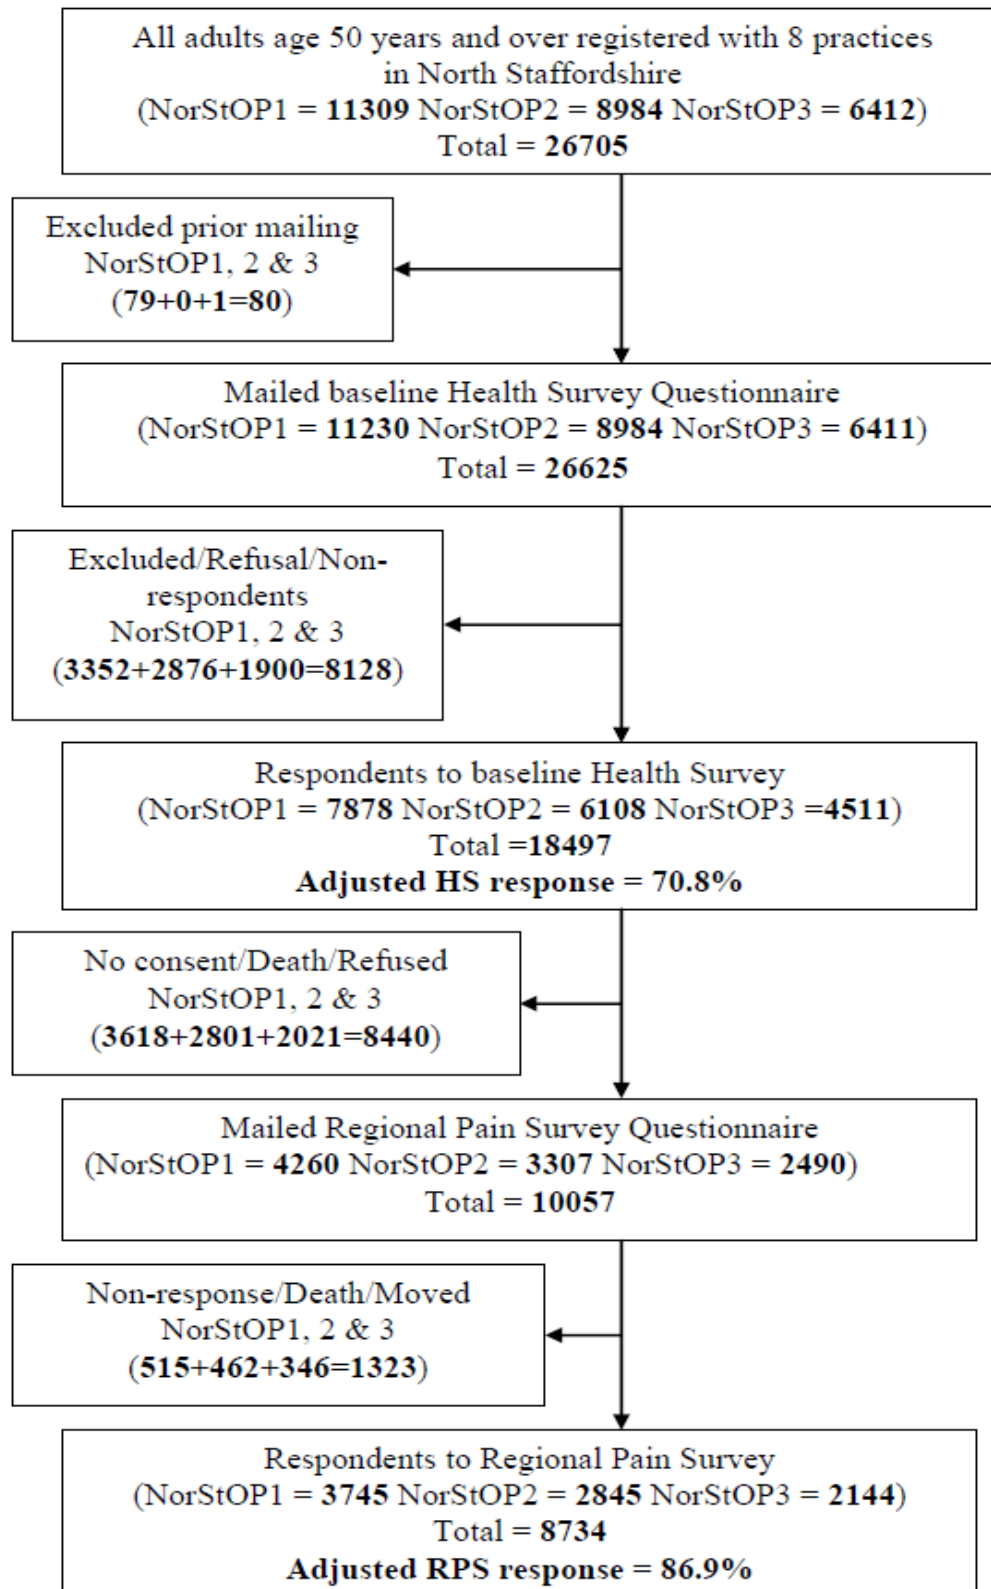 All adults age 50 years and over registered with 8 practices
in North Staffordshire
(NorStOP1 = 11309 NorStOP2 = 8984 NorStOP3 = 6412)
Total = 26705
Excluded prior mailing
NorStOP1, 2 & 3
(79+0+1=80)
Mailed baseline Health Survey Questionnaire
(NorStOP1 = 11230 NorStOP2 = 8984 NorStOP3 = 6411)
Total = 26625
Excluded/Refusal/Non-
respondents
NorStOP1, 2 & 3
(3352+2876+1900=8128)
Respondents to baseline Health Survey
(NorStOP1 = 7878 NorStOP2 = 6108 NorStOP3 =4511)
Total =18497
Adjusted HS response = 70.8%
No consent/Death/Refused
NorStOP1, 2 & 3
(3618+2801+2021=8440)
Mailed Regional Pain Survey Questionnaire
(NorStOP1 = 4260 NorStOP2 = 3307 NorStOP3 = 2490)
Total = 10057
Non-response/Death/Moved
NorStOP1, 2 & 3
(515+462+346=1323)
Respondents to Regional Pain Survey
(NorStOP1 = 3745 NorStOP2 = 2845 NorStOP3 = 2144)
Total = 8734
Adjusted RPS response = 86.9%